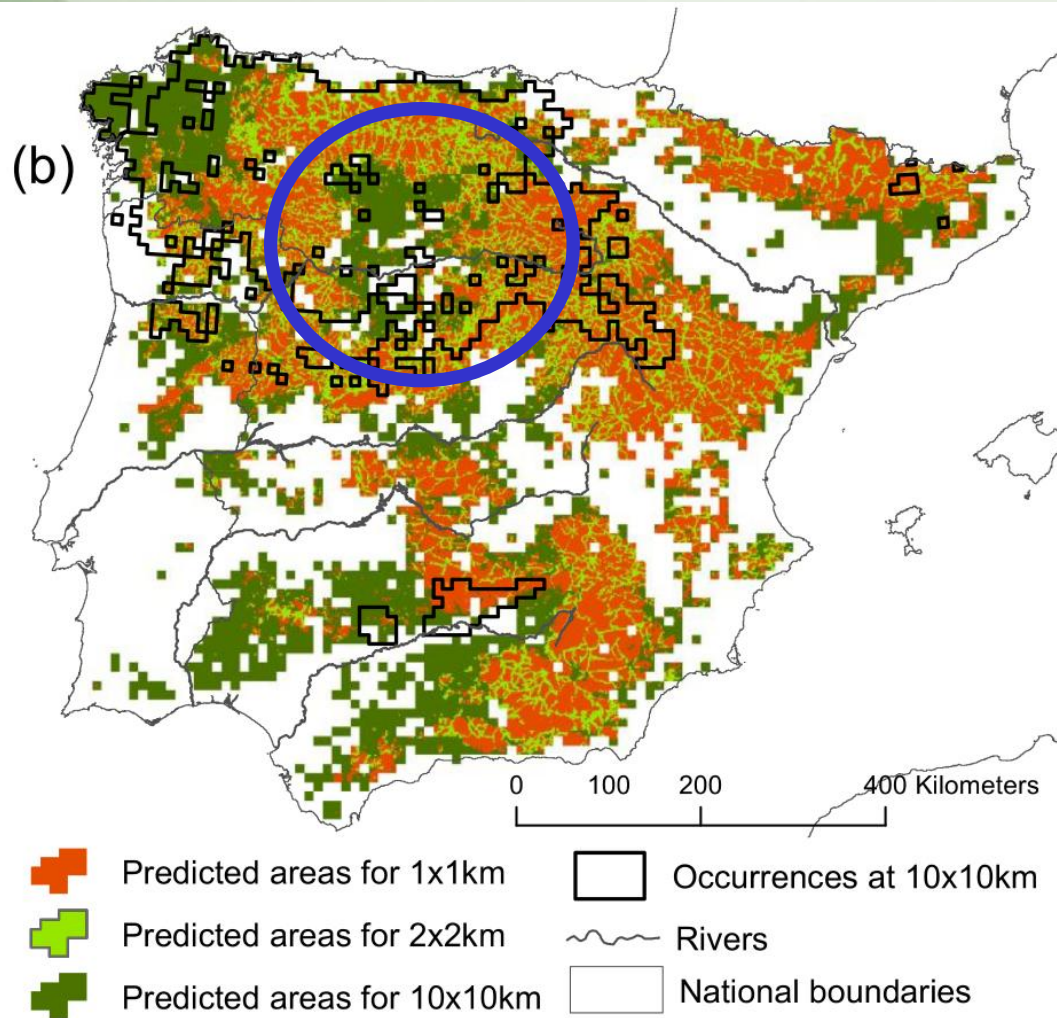 (b)
0 100 200 400 Kilometers
Predicted areas for 1x1km
Occurrences at 10x10km
Predicted areas for 2x2km
Rivers
Predicted areas for 10x10km
National boundaries